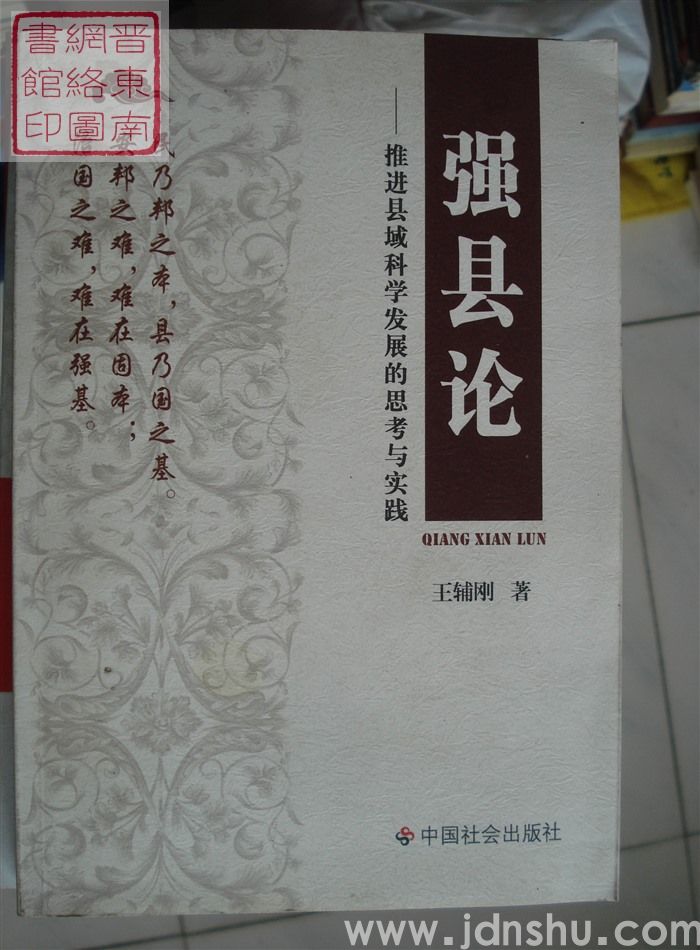 晋東南
網絡圖
書館印
强县论
——推进县域科学发展的思考与实践
QIANG XIAN LUN
王辅刚 著
民乃邦之本，县乃国之基。
安邦之难，难在固本；
治国之难，难在强基。
中国社会出版社
www.jdnshu.com